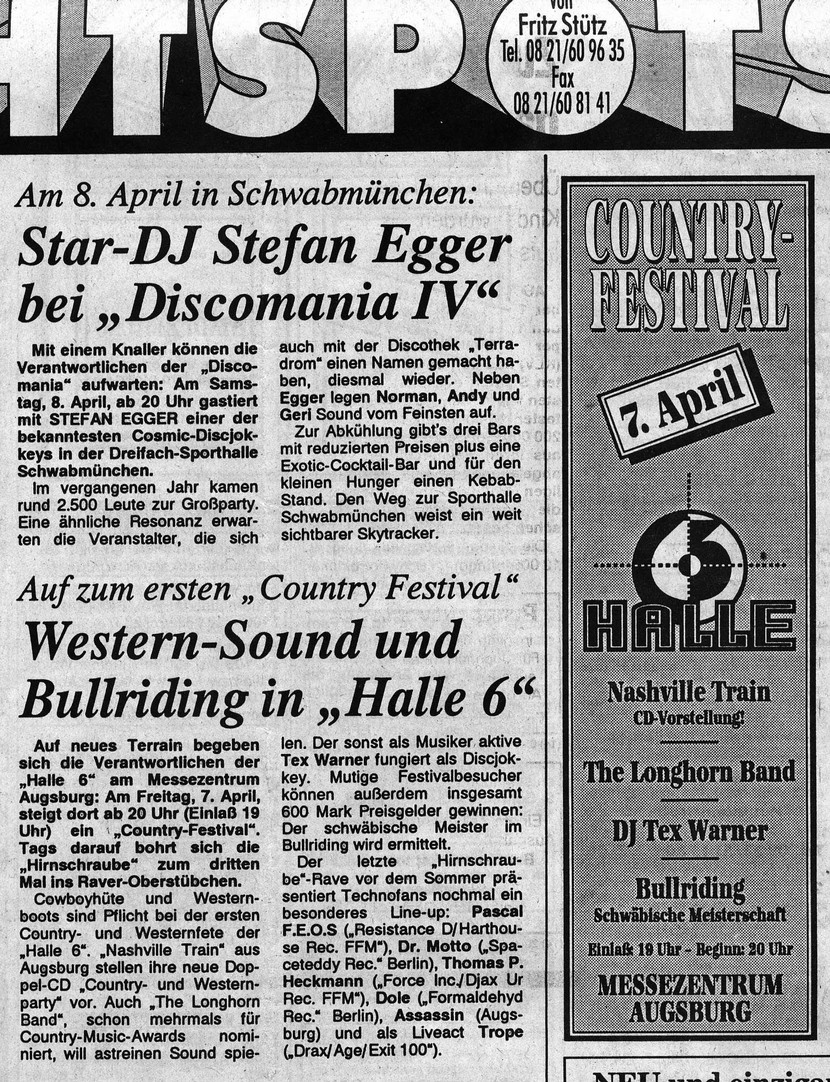 HTSPOTS
von
Fritz Stütz
Tel. 08 21/60 96 35
Fax
08 21/60 81 41
Am 8. April in Schwabmünchen:
Star-DJ Stefan Egger
bei „Discomania IV“
Mit einem Knaller können die
Verantwortlichen der „Disco-
mania“ aufwarten: Am Sams-
tag, 8. April, ab 20 Uhr gastiert
mit STEFAN EGGER einer der
bekanntesten Cosmic-Discjok-
keys in der Dreifach-Sporthalle
Schwabmünchen.
Im vergangenen Jahr kamen
rund 2.500 Leute zur Großparty.
Eine ähnliche Resonanz erwar-
ten die Veranstalter, die sich
auch mit der Discothek „Terra-
drom“ einen Namen gemacht ha-
ben, diesmal wieder. Neben
Egger legen Norman, Andy und
Geri Sound vom Feinsten auf.
Zur Abkühlung gibt's drei Bars
mit reduzierten Preisen plus eine
Exotic-Cocktail-Bar und für den
kleinen Hunger einen Kebab-
Stand. Den Weg zur Sporthalle
Schwabmünchen weist ein weit
sichtbarer Skytracker.
Auf zum ersten „Country Festival“
Western-Sound und
Bullriding in „Halle 6“
Auf neues Terrain begeben
sich die Verantwortlichen der
„Halle 6“ am Messezentrum
Augsburg: Am Freitag, 7. April,
steigt dort ab 20 Uhr (Einlaß 19
Uhr) ein „Country-Festival“.
Tags darauf bohrt sich die
„Hirnschraube“ zum dritten
Mal ins Raver-Oberstübchen.
Cowboyhüte und Western-
boots sind Pflicht bei der ersten
Country- und Westernfete der
„Halle 6“. „Nashville Train“ aus
Augsburg stellen ihre neue Dop-
pel-CD „Country- und Western-
party“ vor. Auch „The Longhorn
Band“, schon mehrmals für
Country-Music-Awards nomi-
niert, will astreinen Sound spie-
len. Der sonst als Musiker aktive
Tex Warner fungiert als Discjok-
key. Mutige Festivalbesucher
können außerdem insgesamt
600 Mark Preisgelder gewinnen:
Der schwäbische Meister im
Bullriding wird ermittelt.
Der letzte „Hirnschrau-
be“-Rave vor dem Sommer prä-
sentiert Technofans nochmal ein
besonderes Line-up: Pascal
F.E.O.S („Resistance D/Harthou-
se Rec. FFM“), Dr. Motto („Spa-
ceteddy Rec.“ Berlin), Thomas P.
Heckmann („Force Inc./Djax Ur
Rec. FFM“), Dole („Formaldehyd
Rec.“ Berlin), Assassin (Augs-
burg) und als Liveact Trope
(„Drax/Age/Exit 100“).
COUNTRY-
FESTIVAL
7. April
6
HALLE
Nashville Train
CD-Vorstellung!
The Longhorn Band
DJ Tex Warner
Bullriding
Schwäbische Meisterschaft
Einlaß 19 Uhr – Beginn: 20 Uhr
MESSEZENTRUM
AUGSBURG
NEU und einzigar